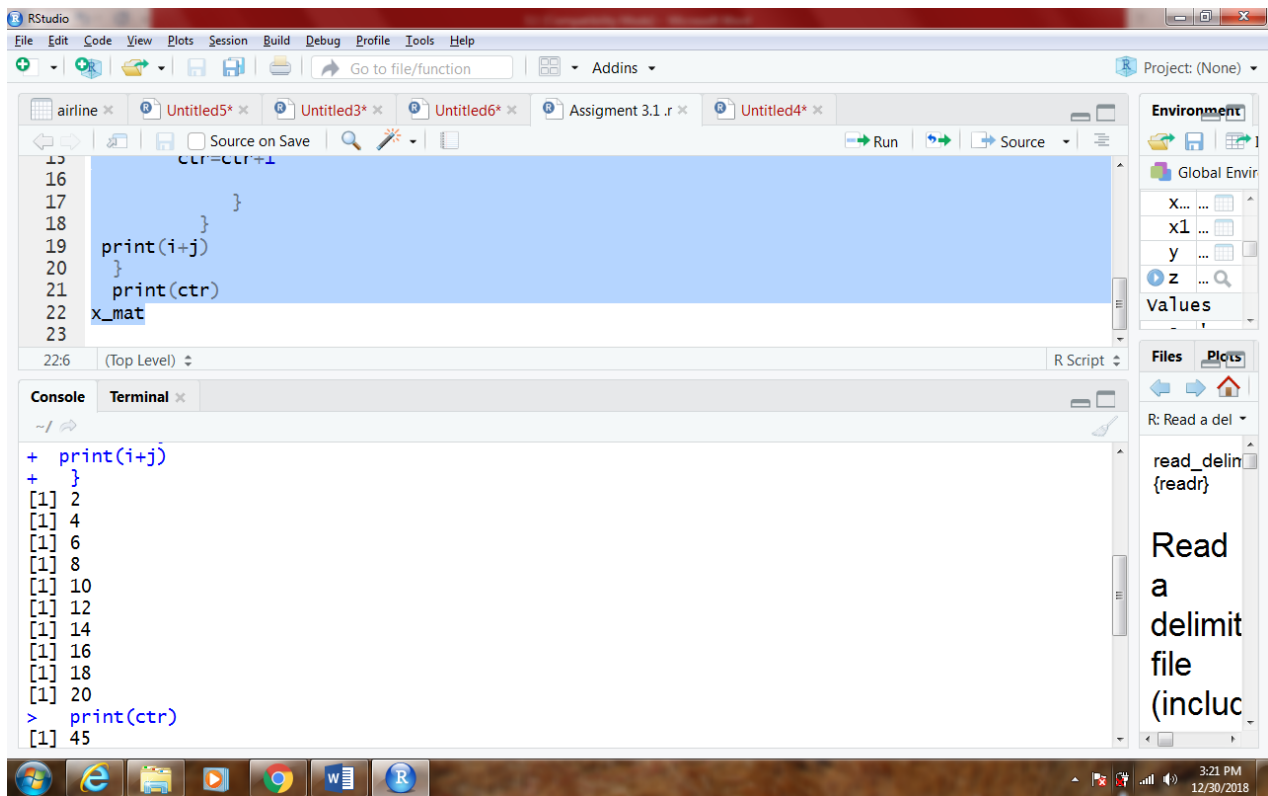 RStudio
File Edit Code View Plots Session Build Debug Profile Tools Help
Go to file/function Addins Project: (None)
airline Untitled5* Untitled3* Untitled6* Assigment 3.1 .r Untitled4*
Source on Save Run Source
15 ctr=ctr+1
16
17 }
18 }
19 print(i+j)
20 }
21 print(ctr)
22 x_mat
23
22:6 (Top Level) R Script
Console Terminal
~/
+ print(i+j)
+ }
[1] 2
[1] 4
[1] 6
[1] 8
[1] 10
[1] 12
[1] 14
[1] 16
[1] 18
[1] 20
> print(ctr)
[1] 45
Environment
Global Envir
x... ...
x1 ...
y ...
z ...
Values
Files Plots
R: Read a del
read_delim
{readr}
Read
a
delimit
file
(includ
3:21 PM
12/30/2018